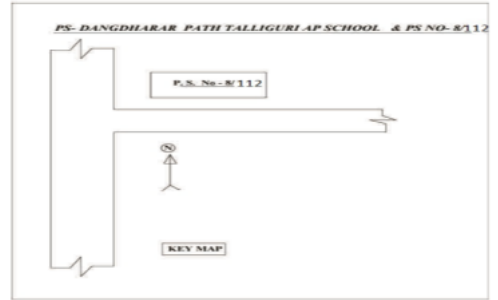 PS- DANGDHARAR PATH TALLIGURI AP SCHOOL & PS NO- 8/112
P.S. No - 8/112
N
KEY MAP